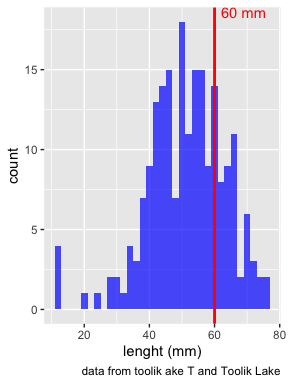 60 mm
15
10
5
0
count
20 40 60 80
lenght (mm)
data from toolik ake T and Toolik Lake